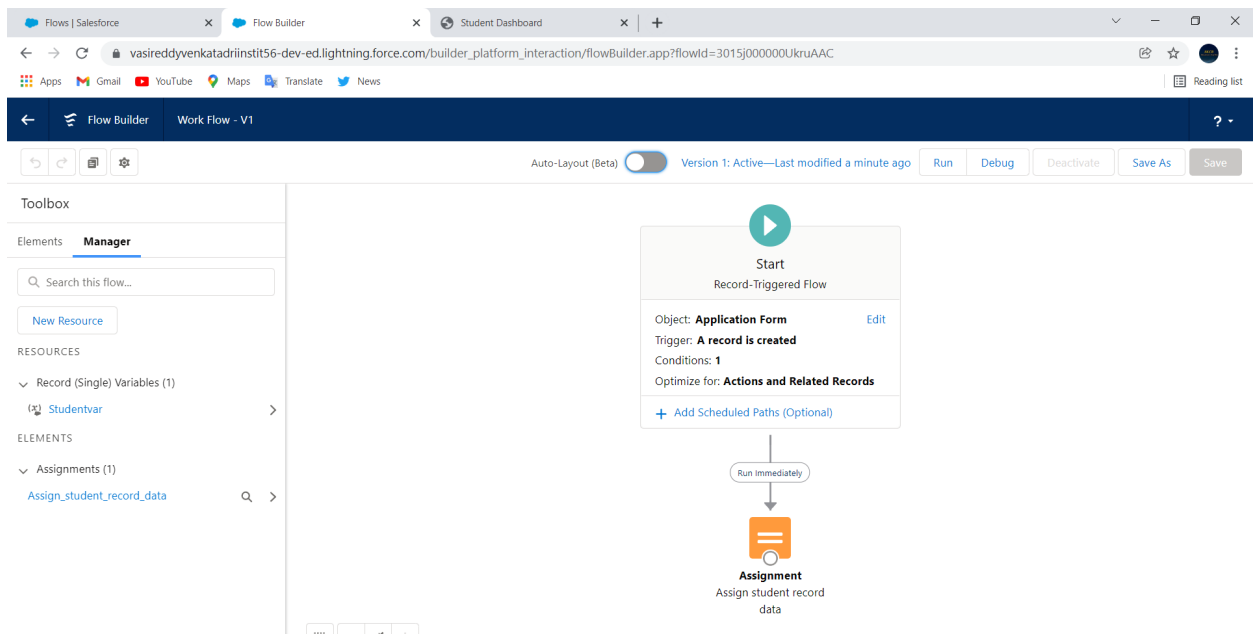 Flows | Salesforce
Flow Builder
Student Dashboard
vasireddyvenkatadriinstit56-dev-ed.lightning.force.com/builder_platform_interaction/flowBuilder.app?flowId=3015j000000UkruAAC
Apps Gmail YouTube Maps Translate News Reading list
Flow Builder Work Flow - V1 ?
Auto-Layout (Beta) Version 1: Active—Last modified a minute ago Run Debug Deactivate Save As Save
Toolbox
Elements Manager
Search this flow...
New Resource
RESOURCES
Record (Single) Variables (1)
Studentvar
ELEMENTS
Assignments (1)
Assign_student_record_data
Start
Record-Triggered Flow
Object: Application Form Edit
Trigger: A record is created
Conditions: 1
Optimize for: Actions and Related Records
+ Add Scheduled Paths (Optional)
Run Immediately
Assignment
Assign student record
data